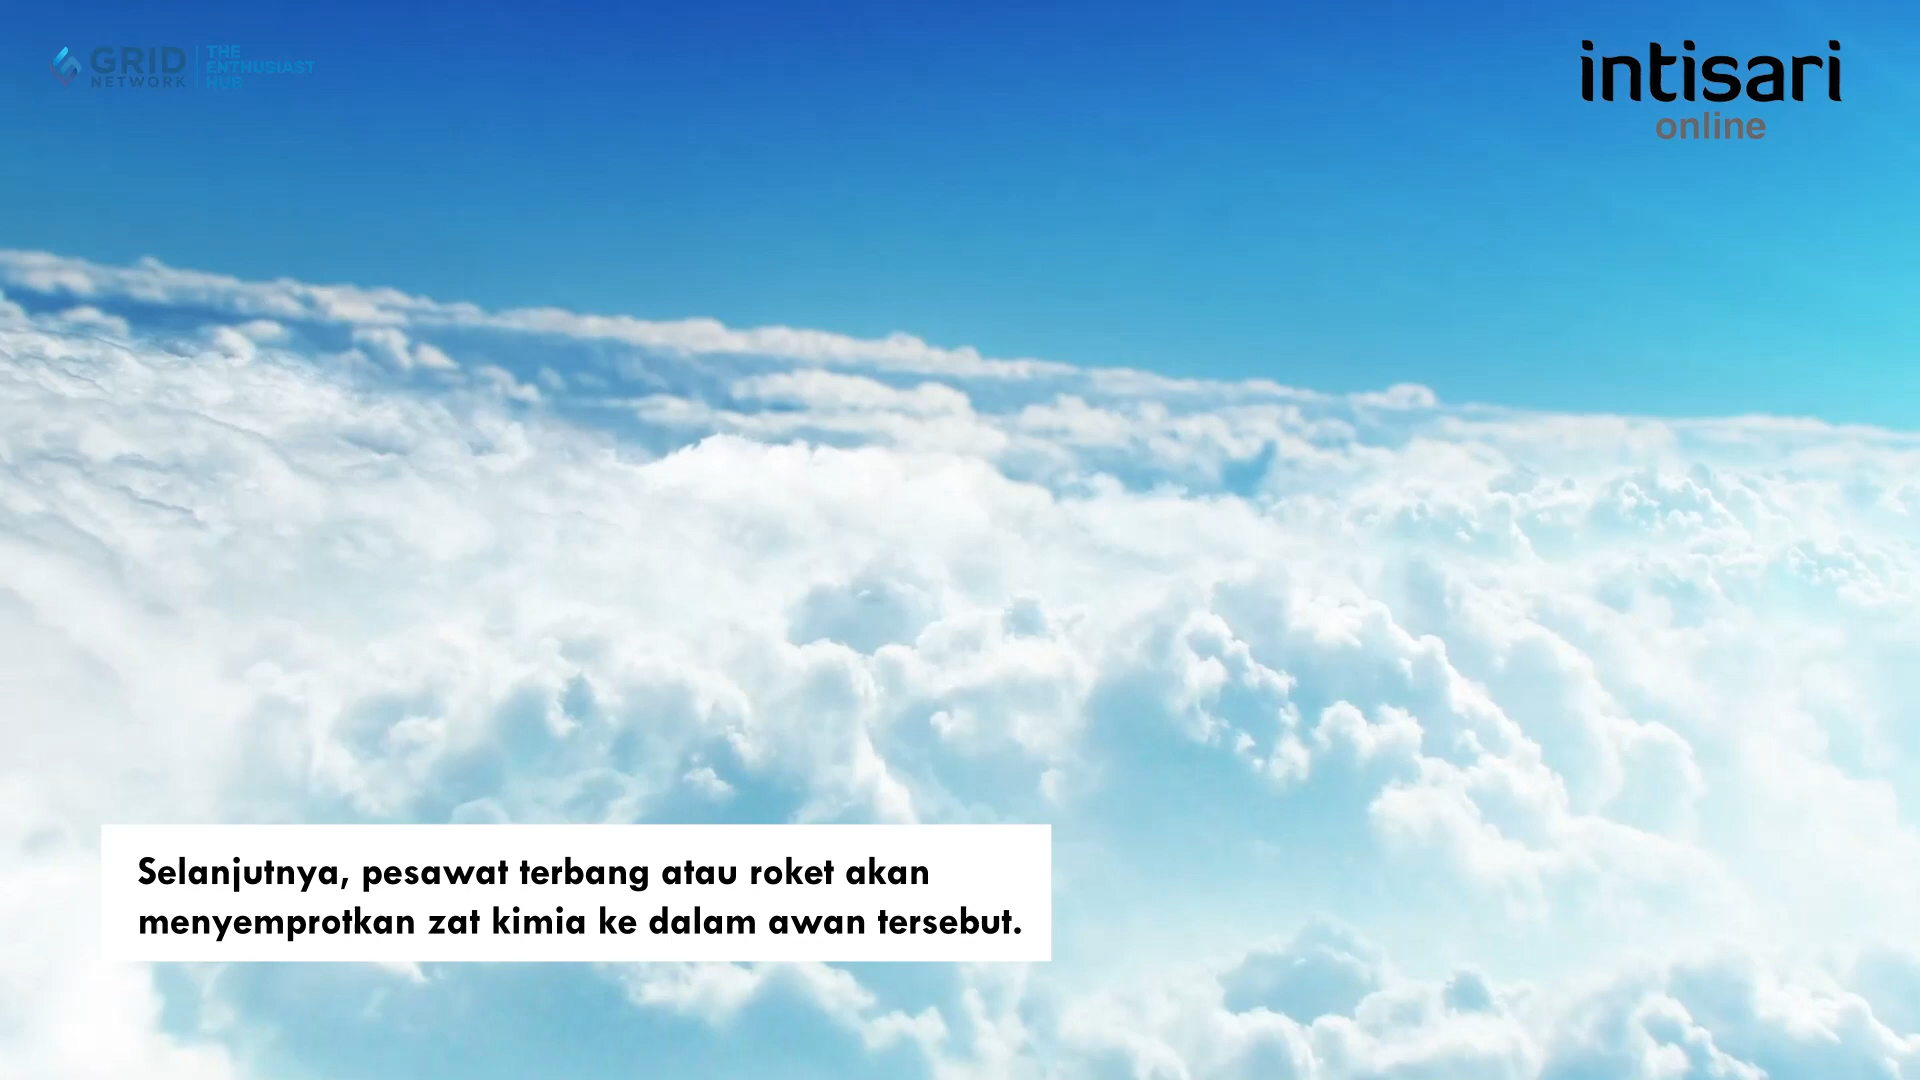 GRID
NETWORK
THE
ENTHUSIAST
HUB
intisari
online
Selanjutnya, pesawat terbang atau roket akan
menyemprotkan zat kimia ke dalam awan tersebut.